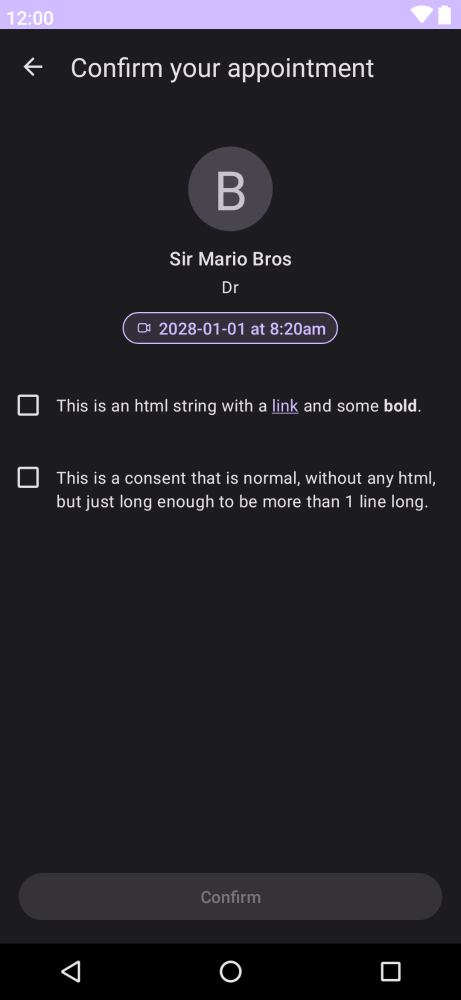 12:00
Confirm your appointment
B
Sir Mario Bros
Dr
2028-01-01 at 8:20am
This is an html string with a link and some bold.
This is a consent that is normal, without any html,
but just long enough to be more than 1 line long.
Confirm